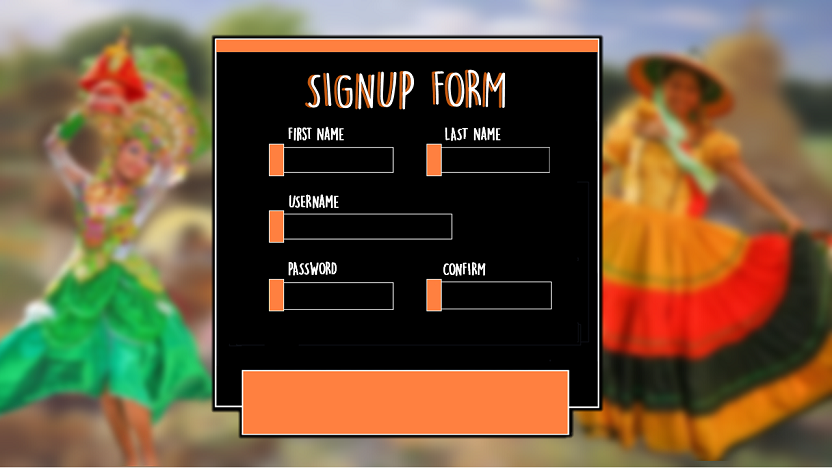 SIGNUP FORM
FIRST NAME LAST NAME
USERNAME
PASSWORD CONFIRM